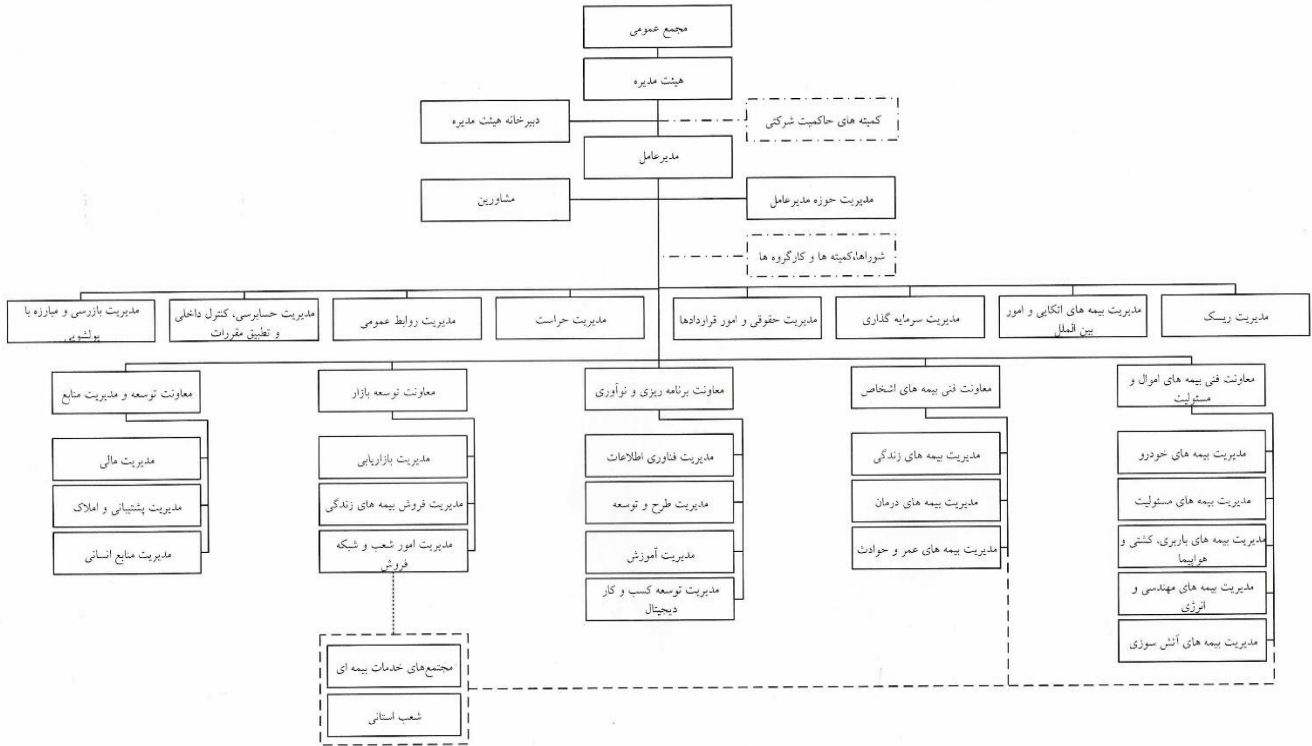 مجمع عمومی
هیئت مدیره
کمیته های حاکمیت شرکتی
دبیرخانه هیئت مدیره
مدیرعامل
مدیریت حوزه مدیرعامل
مشاورین
شوراها،کمیته ها و کارگروه ها
مدیریت ریسک
مدیریت بیمه های اتکایی و امور
بین الملل
مدیریت سرمایه گذاری
مدیریت حقوقی و امور قراردادها
مدیریت حراست
مدیریت روابط عمومی
مدیریت حسابرسی، کنترل داخلی
و تطبیق مقررات
مدیریت بازرسی و مبارزه با
پولشویی
معاونت فنی بیمه های اموال و
مسئولیت
مدیریت بیمه های خودرو
مدیریت بیمه های مسئولیت
مدیریت بیمه های باربری، کشتی و
هواپیما
مدیریت بیمه های مهندسی و
انرژی
مدیریت بیمه های آتش سوزی
معاونت فنی بیمه های اشخاص
مدیریت بیمه های زندگی
مدیریت بیمه های درمان
مدیریت بیمه های عمر و حوادث
معاونت برنامه ریزی و نوآوری
مدیریت فناوری اطلاعات
مدیریت طرح و توسعه
مدیریت آموزش
مدیریت توسعه کسب و کار
دیجیتال
معاونت توسعه بازار
مدیریت بازاریابی
مدیریت فروش بیمه های زندگی
مدیریت امور شعب و شبکه
فروش
مجتمع‌های خدمات بیمه ای
شعب استانی
معاونت توسعه و مدیریت منابع
مدیریت مالی
مدیریت پشتیبانی و املاک
مدیریت منابع انسانی